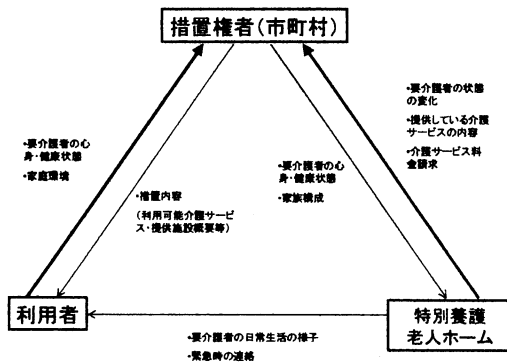 措置権者(市町村)
・要介護者の状態
の変化
・提供している介護
サービスの内容
・介護サービス料
金請求
・要介護者の心
身・健康状態
・家庭環境
・要介護者の心
身・健康状態
・家族構成
・措置内容
(利用可能介護サービ
ス・提供施設概要等)
利用者
特別養護
老人ホーム
・要介護者の日常生活の様子
・緊急時の連絡